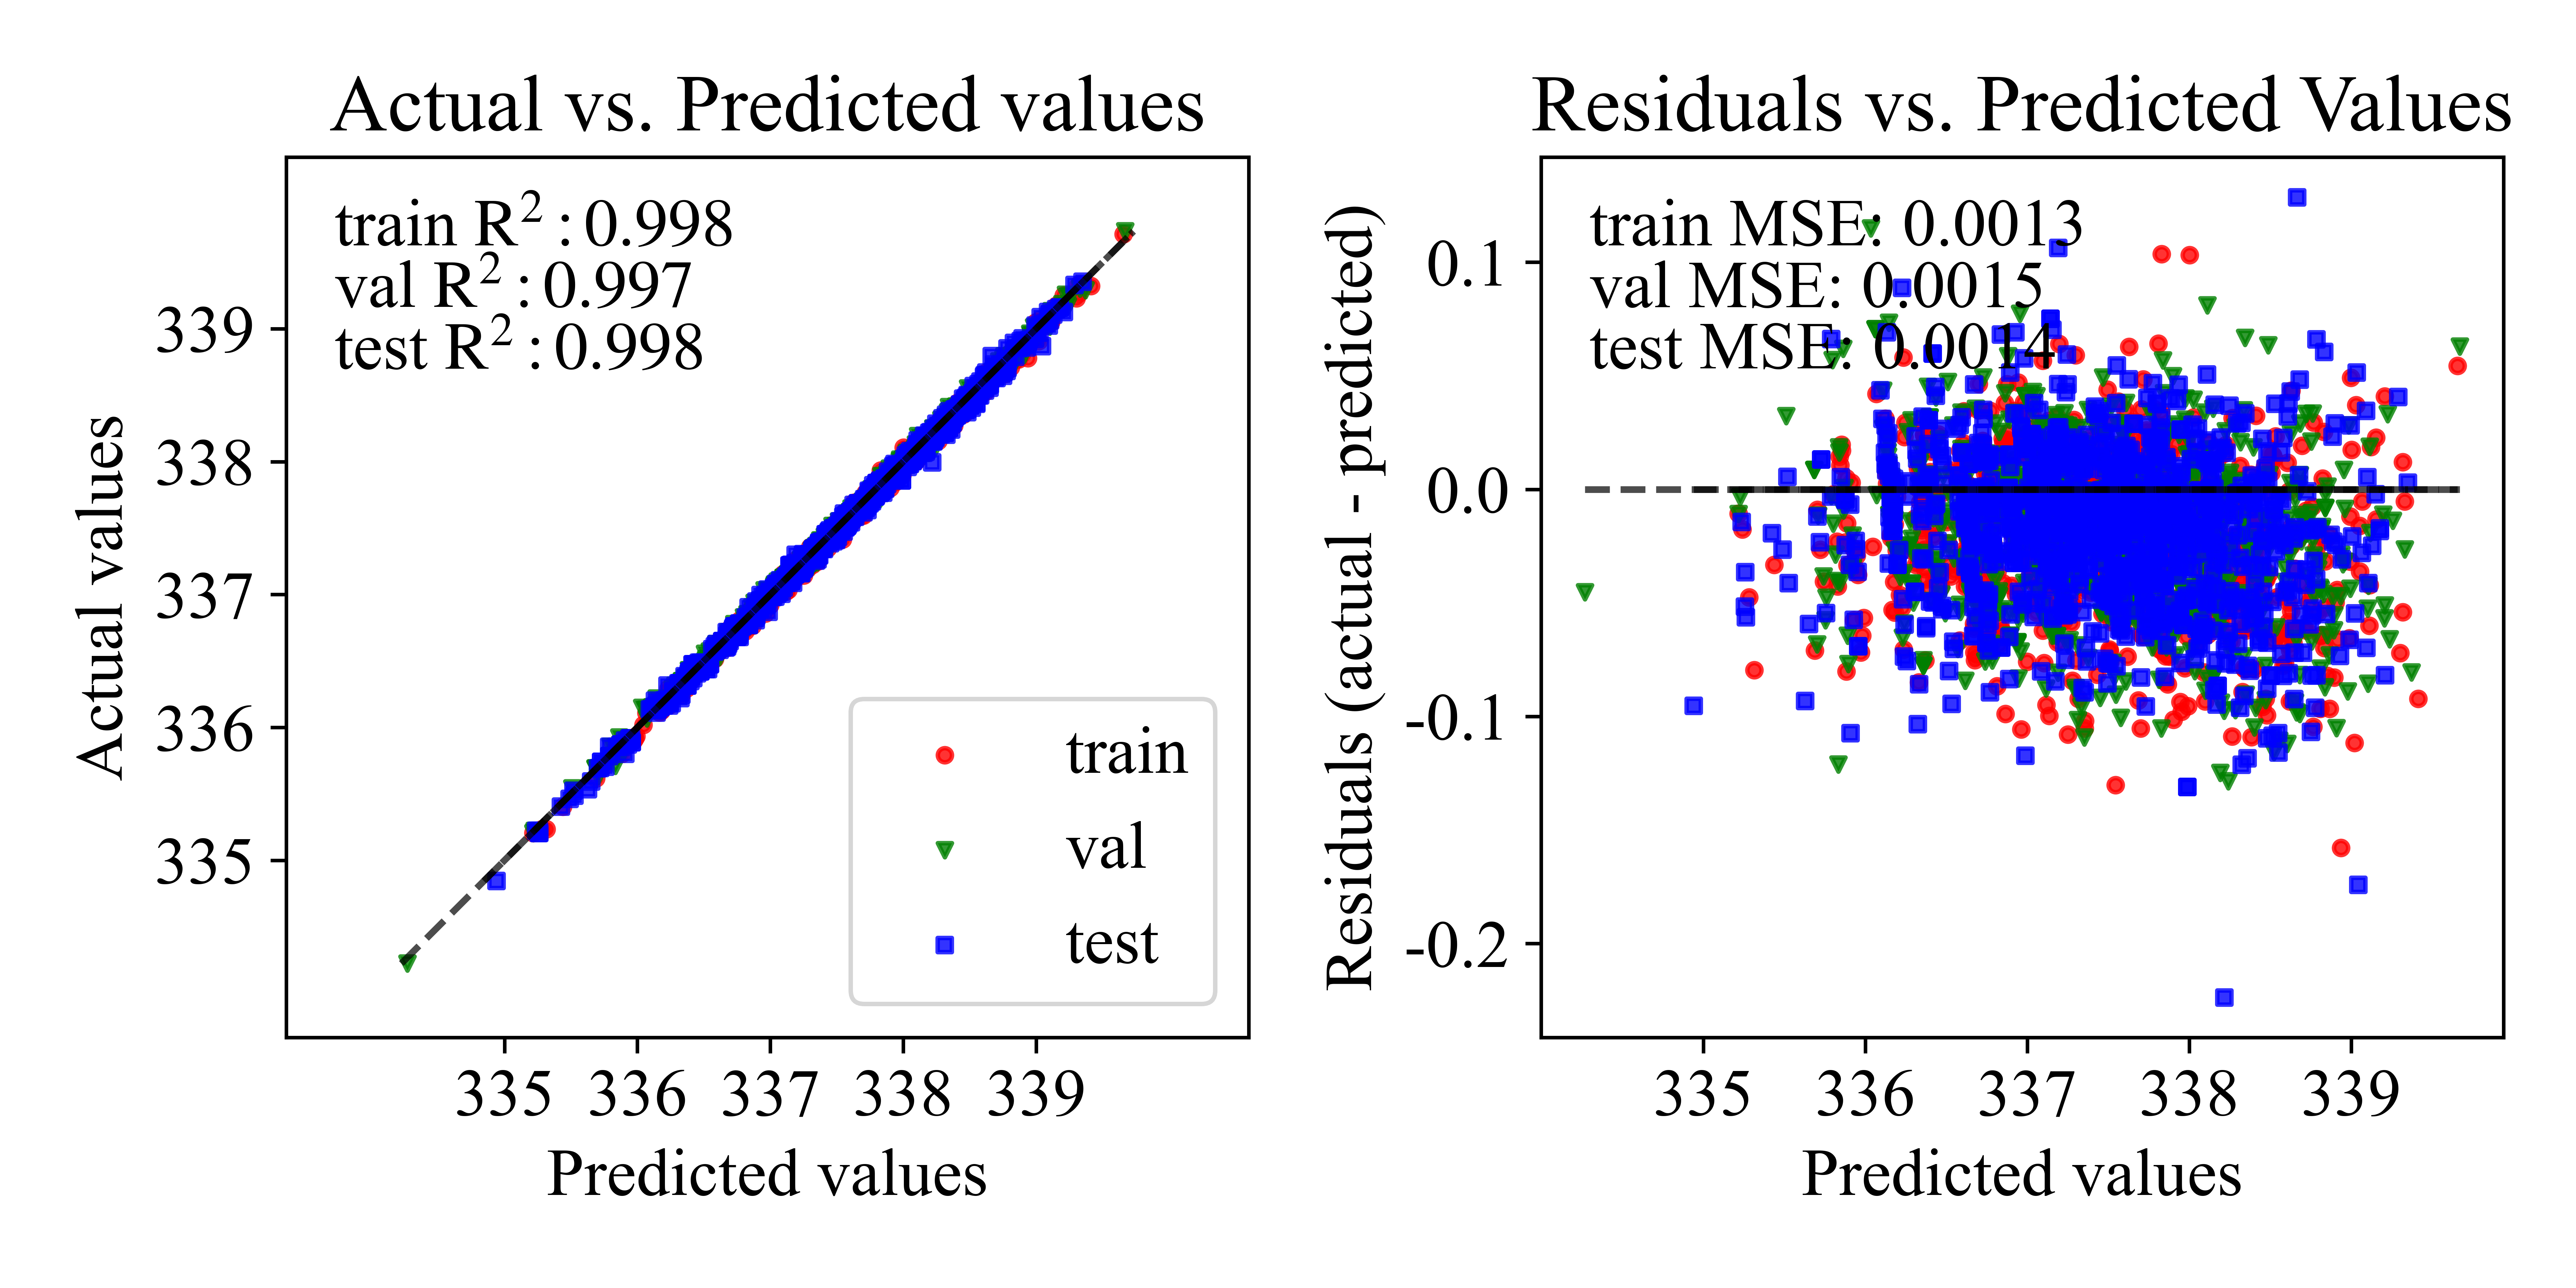 Actual vs. Predicted values
train R² : 0.998
val R² : 0.997
test R² : 0.998
Actual values
339
338
337
336
335
train
val
test
335 336 337 338 339
Predicted values
Residuals vs. Predicted Values
train MSE: 0.0013
val MSE: 0.0015
test MSE: 0.0014
Residuals (actual - predicted)
0.1
0.0
-0.1
-0.2
335 336 337 338 339
Predicted values